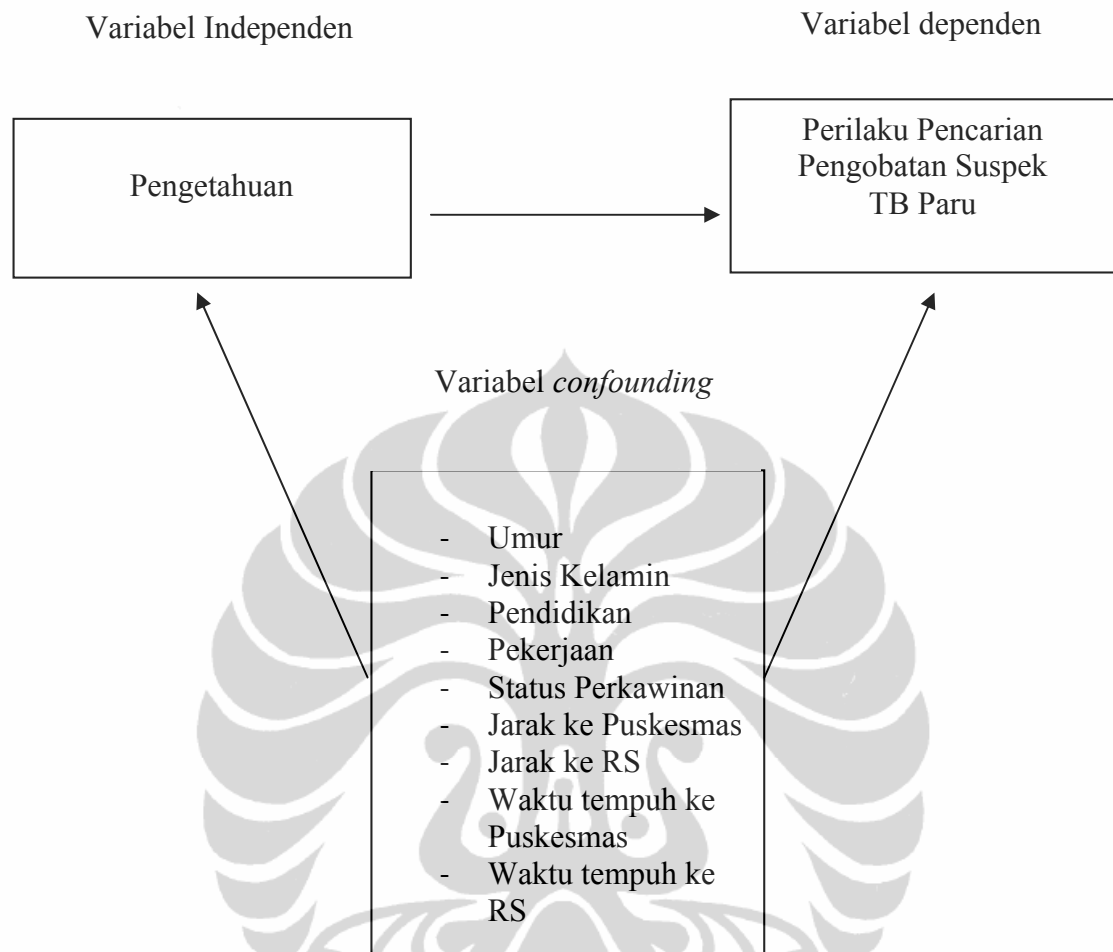 Variabel Independen
Variabel dependen
Pengetahuan
Perilaku Pencarian
Pengobatan Suspek
TB Paru
Variabel confounding
- Umur
- Jenis Kelamin
- Pendidikan
- Pekerjaan
- Status Perkawinan
- Jarak ke Puskesmas
- Jarak ke RS
- Waktu tempuh ke
Puskesmas
- Waktu tempuh ke
RS